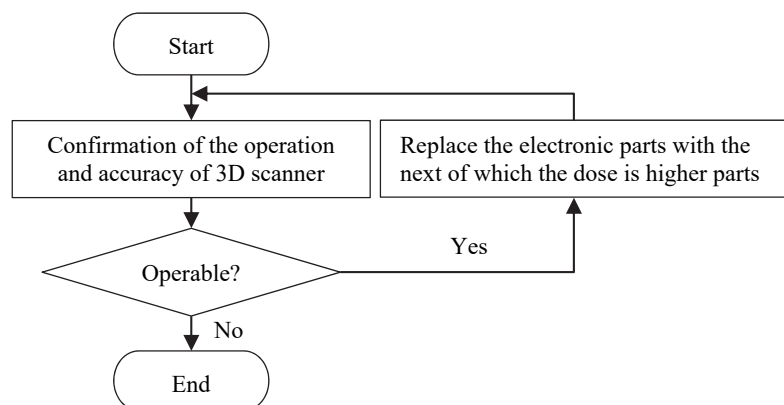 Start
Confirmation of the operation
and accuracy of 3D scanner
Replace the electronic parts with the
next of which the dose is higher parts
Operable?
Yes
No
End